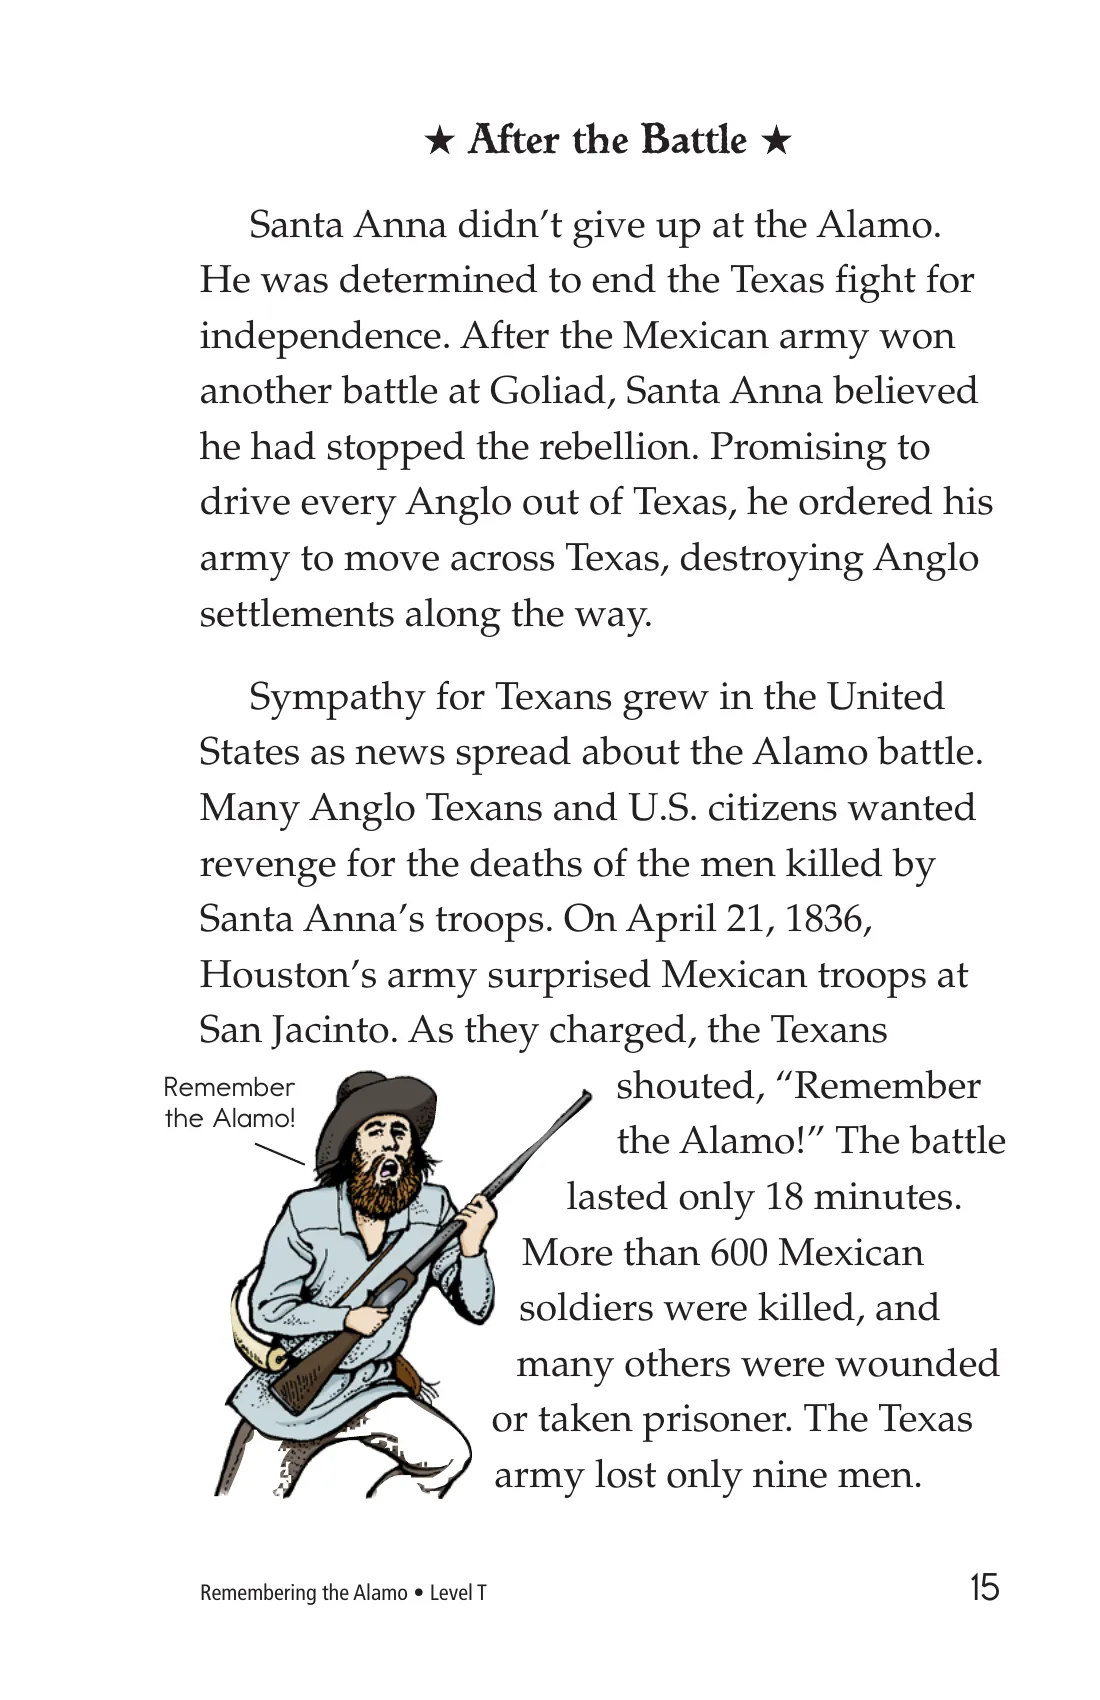 ★ After the Battle ★
Santa Anna didn’t give up at the Alamo.
He was determined to end the Texas fight for
independence. After the Mexican army won
another battle at Goliad, Santa Anna believed
he had stopped the rebellion. Promising to
drive every Anglo out of Texas, he ordered his
army to move across Texas, destroying Anglo
settlements along the way.
Sympathy for Texans grew in the United
States as news spread about the Alamo battle.
Many Anglo Texans and U.S. citizens wanted
revenge for the deaths of the men killed by
Santa Anna’s troops. On April 21, 1836,
Houston’s army surprised Mexican troops at
San Jacinto. As they charged, the Texans
shouted, “Remember
the Alamo!” The battle
lasted only 18 minutes.
More than 600 Mexican
soldiers were killed, and
many others were wounded
or taken prisoner. The Texas
army lost only nine men.
Remember
the Alamo!
Remembering the Alamo • Level T
15